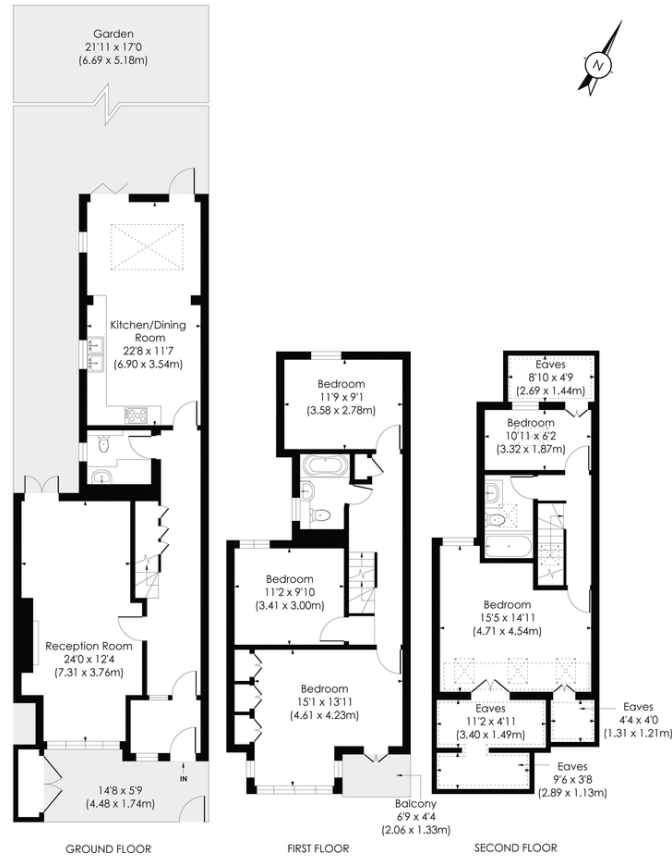 Garden
21'11 x 17'0
(6.69 x 5.18m)
N
Kitchen/Dining
Room
22'8 x 11'7
(6.90 x 3.54m)
Reception Room
24'0 x 12'4
(7.31 x 3.76m)
IN
14'8 x 5'9
(4.48 x 1.74m)
GROUND FLOOR
Bedroom
11'9 x 9'1
(3.58 x 2.78m)
Bedroom
11'2 x 9'10
(3.41 x 3.00m)
Bedroom
15'1 x 13'11
(4.61 x 4.23m)
Balcony
6'9 x 4'4
(2.06 x 1.33m)
FIRST FLOOR
Eaves
8'10 x 4'9
(2.69 x 1.44m)
Bedroom
10'11 x 6'2
(3.32 x 1.87m)
Bedroom
15'5 x 14'11
(4.71 x 4.54m)
Eaves
11'2 x 4'11
(3.40 x 1.49m)
Eaves
4'4 x 4'0
(1.31 x 1.21m)
Eaves
9'6 x 3'8
(2.89 x 1.13m)
SECOND FLOOR